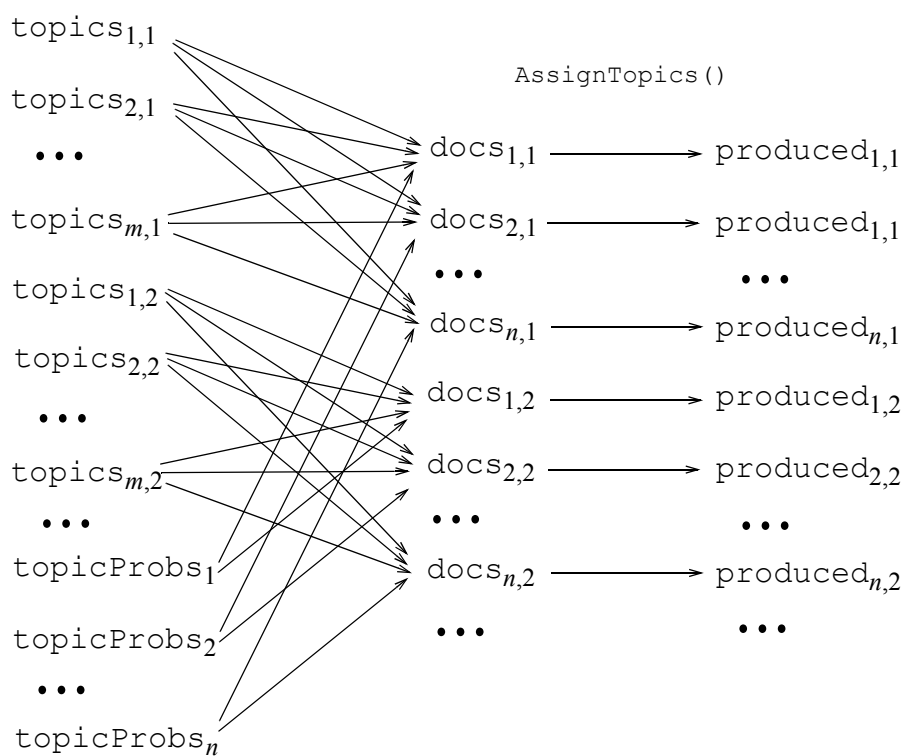 topics1,1
topics2,1
...
topicsm,1
topics1,2
topics2,2
...
topicsm,2
...
topicProbs1
topicProbs2
...
topicProbsn
AssignTopics()
docs1,1
docs2,1
...
docsn,1
docs1,2
docs2,2
...
docsn,2
...
produced1,1
produced1,1
...
producedn,1
produced1,2
produced2,2
...
producedn,2
...